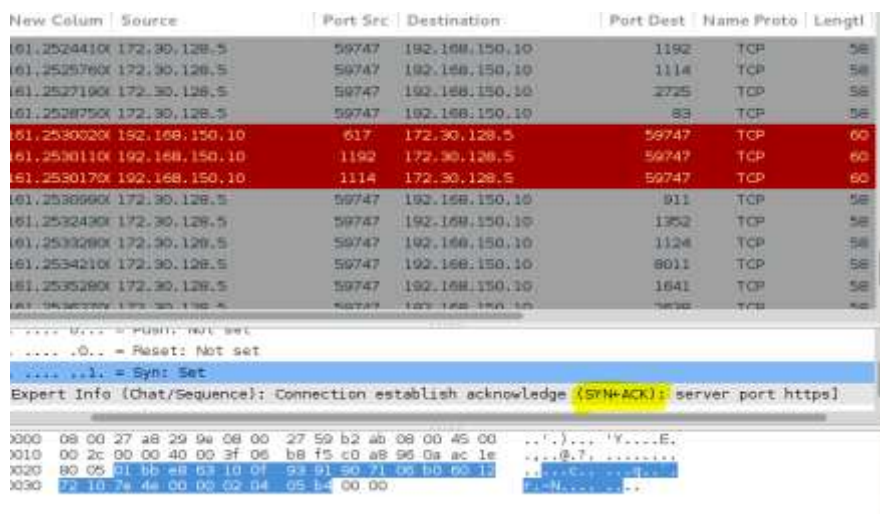 New Colum Source Port Src Destination Port Dest Name Proto Lengtl
161.2524410( 172.30.128.5 59747 192.168.150.10 1192 TCP 58
161.2525760( 172.30.128.5 59747 192.168.150.10 1114 TCP 58
161.2527190( 172.30.128.5 59747 192.168.150.10 2725 TCP 58
161.2528750( 172.30.128.5 59747 192.168.150.10 83 TCP 58
161.2530020( 192.168.150.10 617 172.30.128.5 59747 TCP 60
161.2530110( 192.168.150.10 1192 172.30.128.5 59747 TCP 60
161.2530170( 192.168.150.10 1114 172.30.128.5 59747 TCP 60
161.2530990( 172.30.128.5 59747 192.168.150.10 911 TCP 58
161.2532430( 172.30.128.5 59747 192.168.150.10 1352 TCP 58
161.2533280( 172.30.128.5 59747 192.168.150.10 1124 TCP 58
161.2534210( 172.30.128.5 59747 192.168.150.10 8011 TCP 58
161.2535280( 172.30.128.5 59747 192.168.150.10 1641 TCP 58
172.30.128.5 59747 192.168.150.10 TCP 58
. .... 0... = Push: Not set
. .... .0.. = Reset: Not set
. .... ..1. = Syn: Set
Expert Info (Chat/Sequence): Connection establish acknowledge (SYN+ACK): server port https]
0000 08 00 27 a8 29 9e 08 00 27 59 b2 ab 08 00 45 00 ..'.)... 'Y....E.
0010 00 2c 00 00 40 00 3f 06 b8 f5 c0 a8 96 0a ac 1e .,..@.?. ........
0020 80 05 01 bb e8 63 10 0f 93 91 90 71 06 b0 60 12 .....c.. ...q..`.
0030 72 10 7e 4e 00 00 02 04 05 b4 00 00 r.~N.... ....